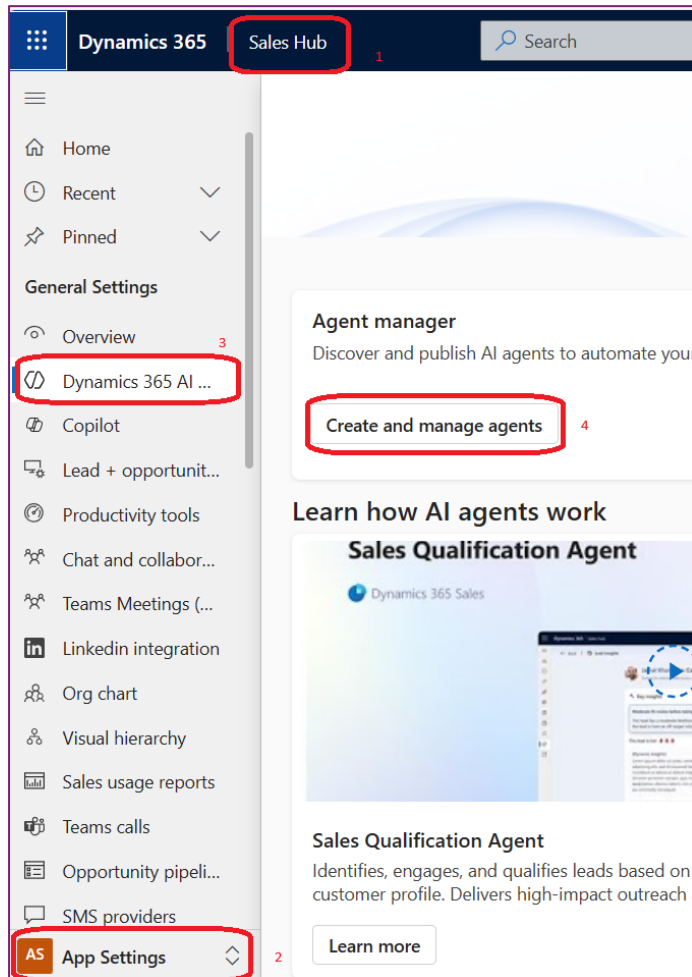 Dynamics 365 Sales Hub 1 Search
Home
Recent
Pinned
General Settings
Overview 3
Dynamics 365 AI ...
Copilot
Lead + opportunit...
Productivity tools
Chat and collabor...
Teams Meetings (...
Linkedin integration
Org chart
Visual hierarchy
Sales usage reports
Teams calls
Opportunity pipeli...
SMS providers
AS App Settings 2
Agent manager
Discover and publish AI agents to automate your
Create and manage agents 4
Learn how AI agents work
Sales Qualification Agent
Dynamics 365 Sales
Sales Qualification Agent
Identifies, engages, and qualifies leads based on
customer profile. Delivers high-impact outreach
Learn more